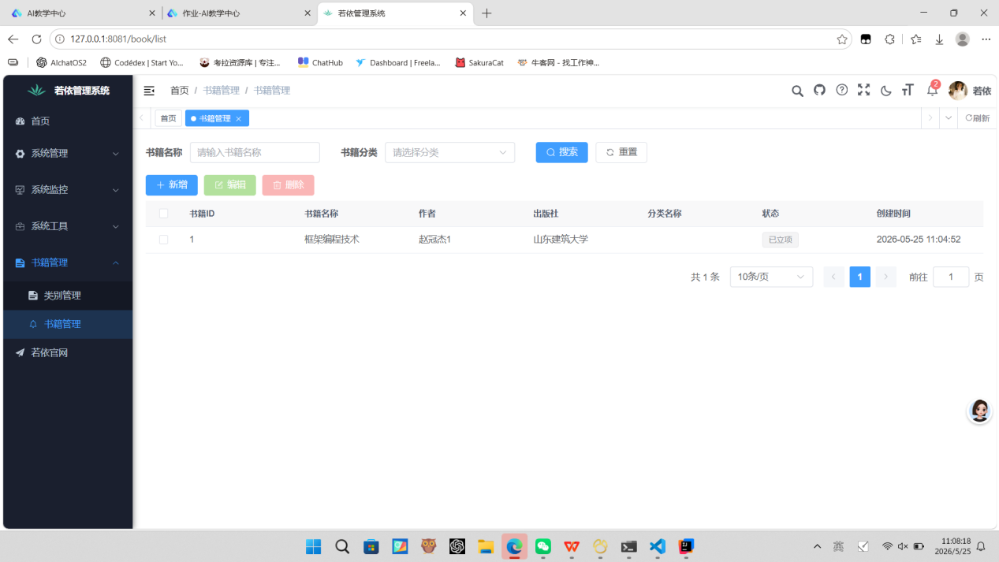 AI教学中心
作业-AI教学中心
若依管理系统
127.0.0.1:8081/book/list
AIchatOS2
Codédex | Start Yo...
考拉资源库 | 专注...
ChatHub
Dashboard | Freela...
SakuraCat
牛客网 - 找工作神...
若依管理系统
首页 / 书籍管理 / 书籍管理
2
若依
首页
书籍管理
刷新
首页
系统管理
系统监控
系统工具
书籍管理
类别管理
书籍管理
若依官网
书籍名称 请输入书籍名称 书籍分类 请选择分类 搜索 重置
新增 编辑 删除
书籍ID 书籍名称 作者 出版社 分类名称 状态 创建时间
1 框架编程技术 赵冠杰1 山东建筑大学 已立项 2026-05-25 11:04:52
共 1 条 10条/页 1 前往 1 页
英
11:08:18
2026/5/25